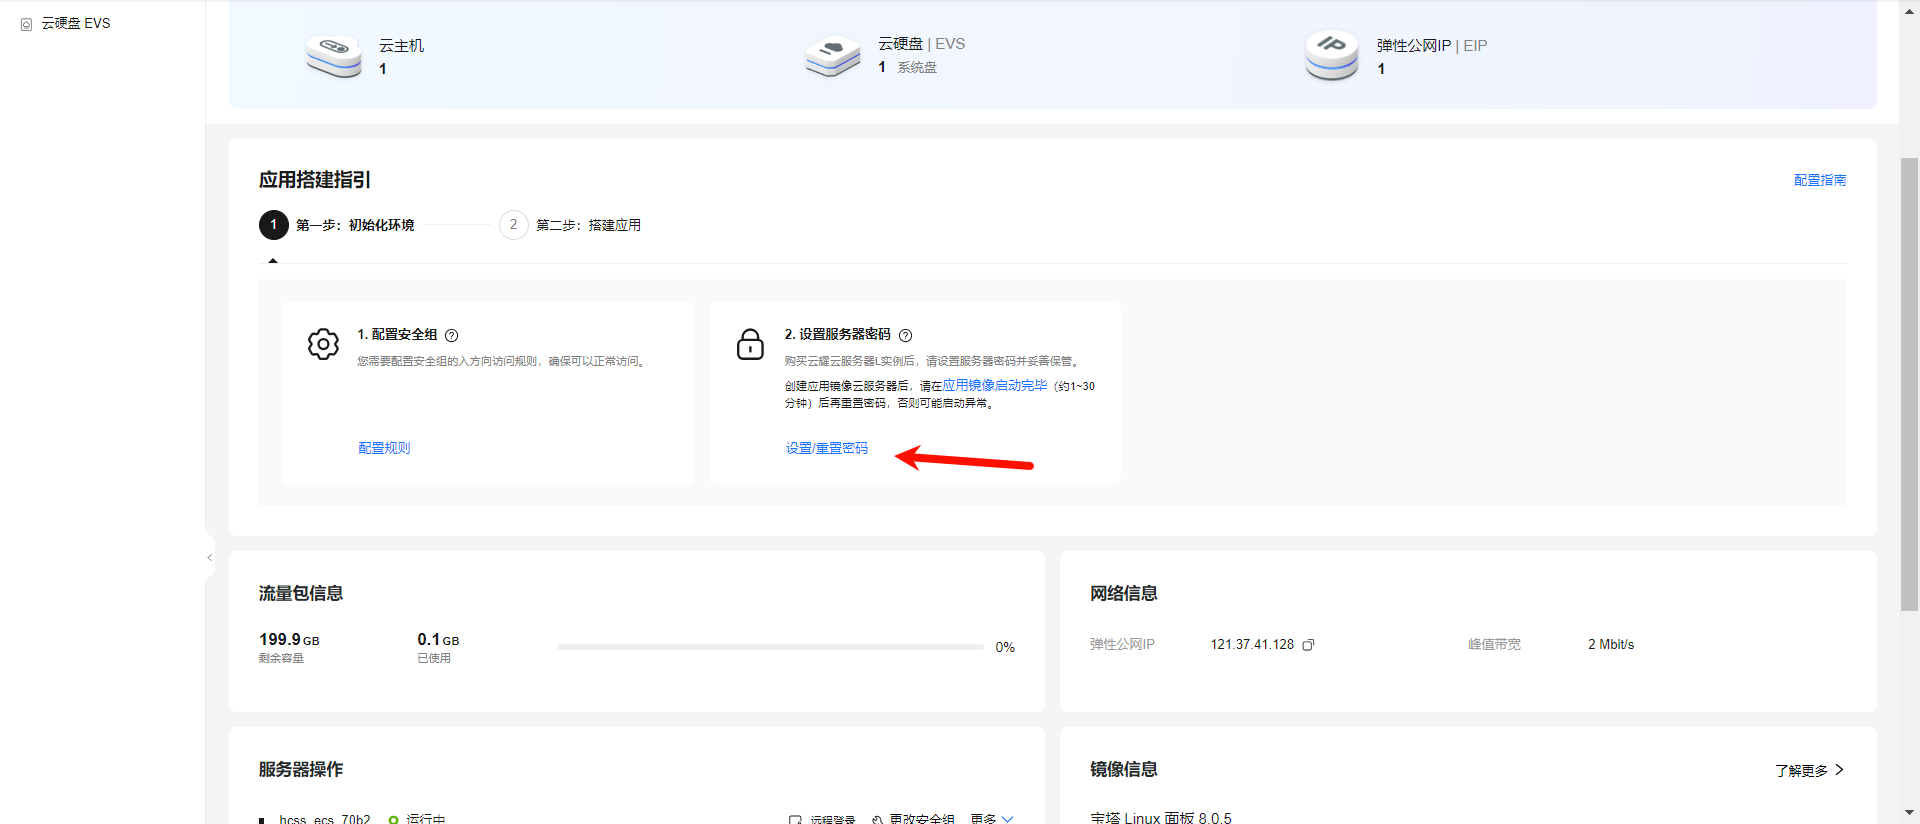 云硬盘 EVS
云主机
1
云硬盘 | EVS
1 系统盘
弹性公网IP | EIP
1
应用搭建指引
配置指南
1 第一步：初始化环境
2 第二步：搭建应用
1. 配置安全组
您需要配置安全组的入方向访问规则，确保可以正常访问。
配置规则
2. 设置服务器密码
购买云耀云服务器L实例后，请设置服务器密码并妥善保管。
创建应用镜像云服务器后，请在应用镜像启动完毕（约1~30
分钟）后再重置密码，否则可能启动异常。
设置/重置密码
流量包信息
199.9 GB
剩余容量
0.1 GB
已使用
0%
网络信息
弹性公网IP 121.37.41.128
峰值带宽 2 Mbit/s
服务器操作
hcss_ecs_70b2 运行中
远程登录 更改安全组 更多
镜像信息
了解更多
宝塔 Linux 面板 8.0.5